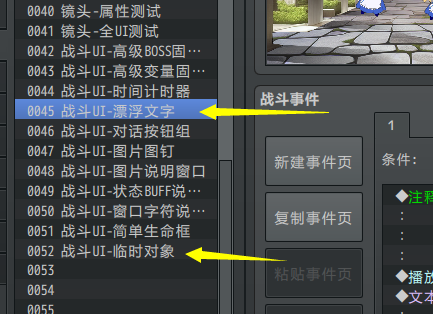 0040 镜头-属性测试
0041 镜头-全UI测试
0042 战斗UI-高级BOSS固…
0043 战斗UI-高级变量固…
0044 战斗UI-时间计时器
0045 战斗UI-漂浮文字
0046 战斗UI-对话按钮组
0047 战斗UI-图片图钉
0048 战斗UI-图片说明窗口
0049 战斗UI-状态BUFF说…
0050 战斗UI-窗口字符说…
0051 战斗UI-简单生命框
0052 战斗UI-临时对象
0053
0054
0055
战斗事件
1
新建事件页
条件:
复制事件页
◆注释
:
:
:
粘贴事件页
◆播放
◆文本